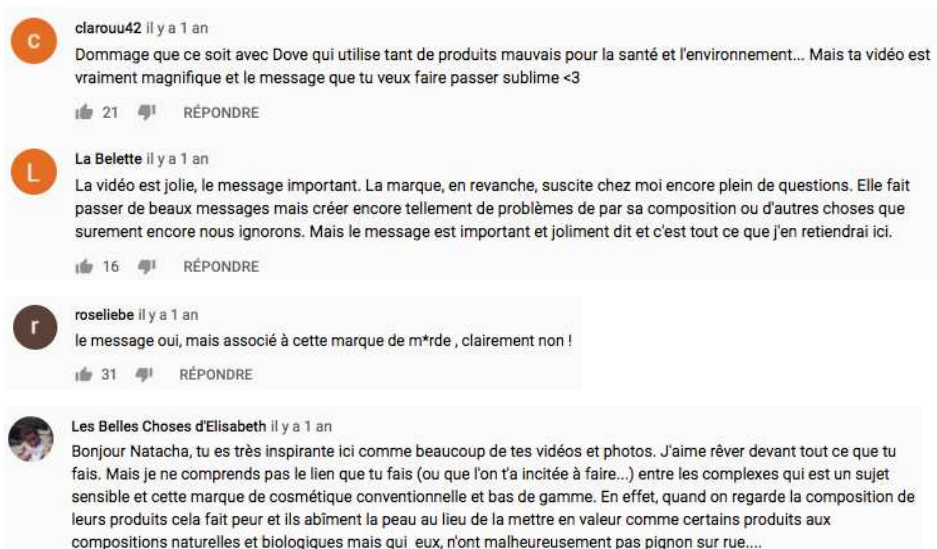 C
clarouu42 il y a 1 an
Dommage que ce soit avec Dove qui utilise tant de produits mauvais pour la santé et l'environnement... Mais ta vidéo est
vraiment magnifique et le message que tu veux faire passer sublime <3
21 RÉPONDRE
L
La Belette il y a 1 an
La vidéo est jolie, le message important. La marque, en revanche, suscite chez moi encore plein de questions. Elle fait
passer de beaux messages mais créer encore tellement de problèmes de par sa composition ou d'autres choses que
surement encore nous ignorons. Mais le message est important et joliment dit et c'est tout ce que j'en retiendrai ici.
16 RÉPONDRE
r
roseliebe il y a 1 an
le message oui, mais associé à cette marque de m*rde , clairement non !
31 RÉPONDRE
Les Belles Choses d'Elisabeth il y a 1 an
Bonjour Natacha, tu es très inspirante ici comme beaucoup de tes vidéos et photos. J'aime rêver devant tout ce que tu
fais. Mais je ne comprends pas le lien que tu fais (ou que l'on t'a incitée à faire...) entre les complexes qui est un sujet
sensible et cette marque de cosmétique conventionnelle et bas de gamme. En effet, quand on regarde la composition de
leurs produits cela fait peur et ils abîment la peau au lieu de la mettre en valeur comme certains produits aux
compositions naturelles et biologiques mais qui eux, n'ont malheureusement pas pignon sur rue....